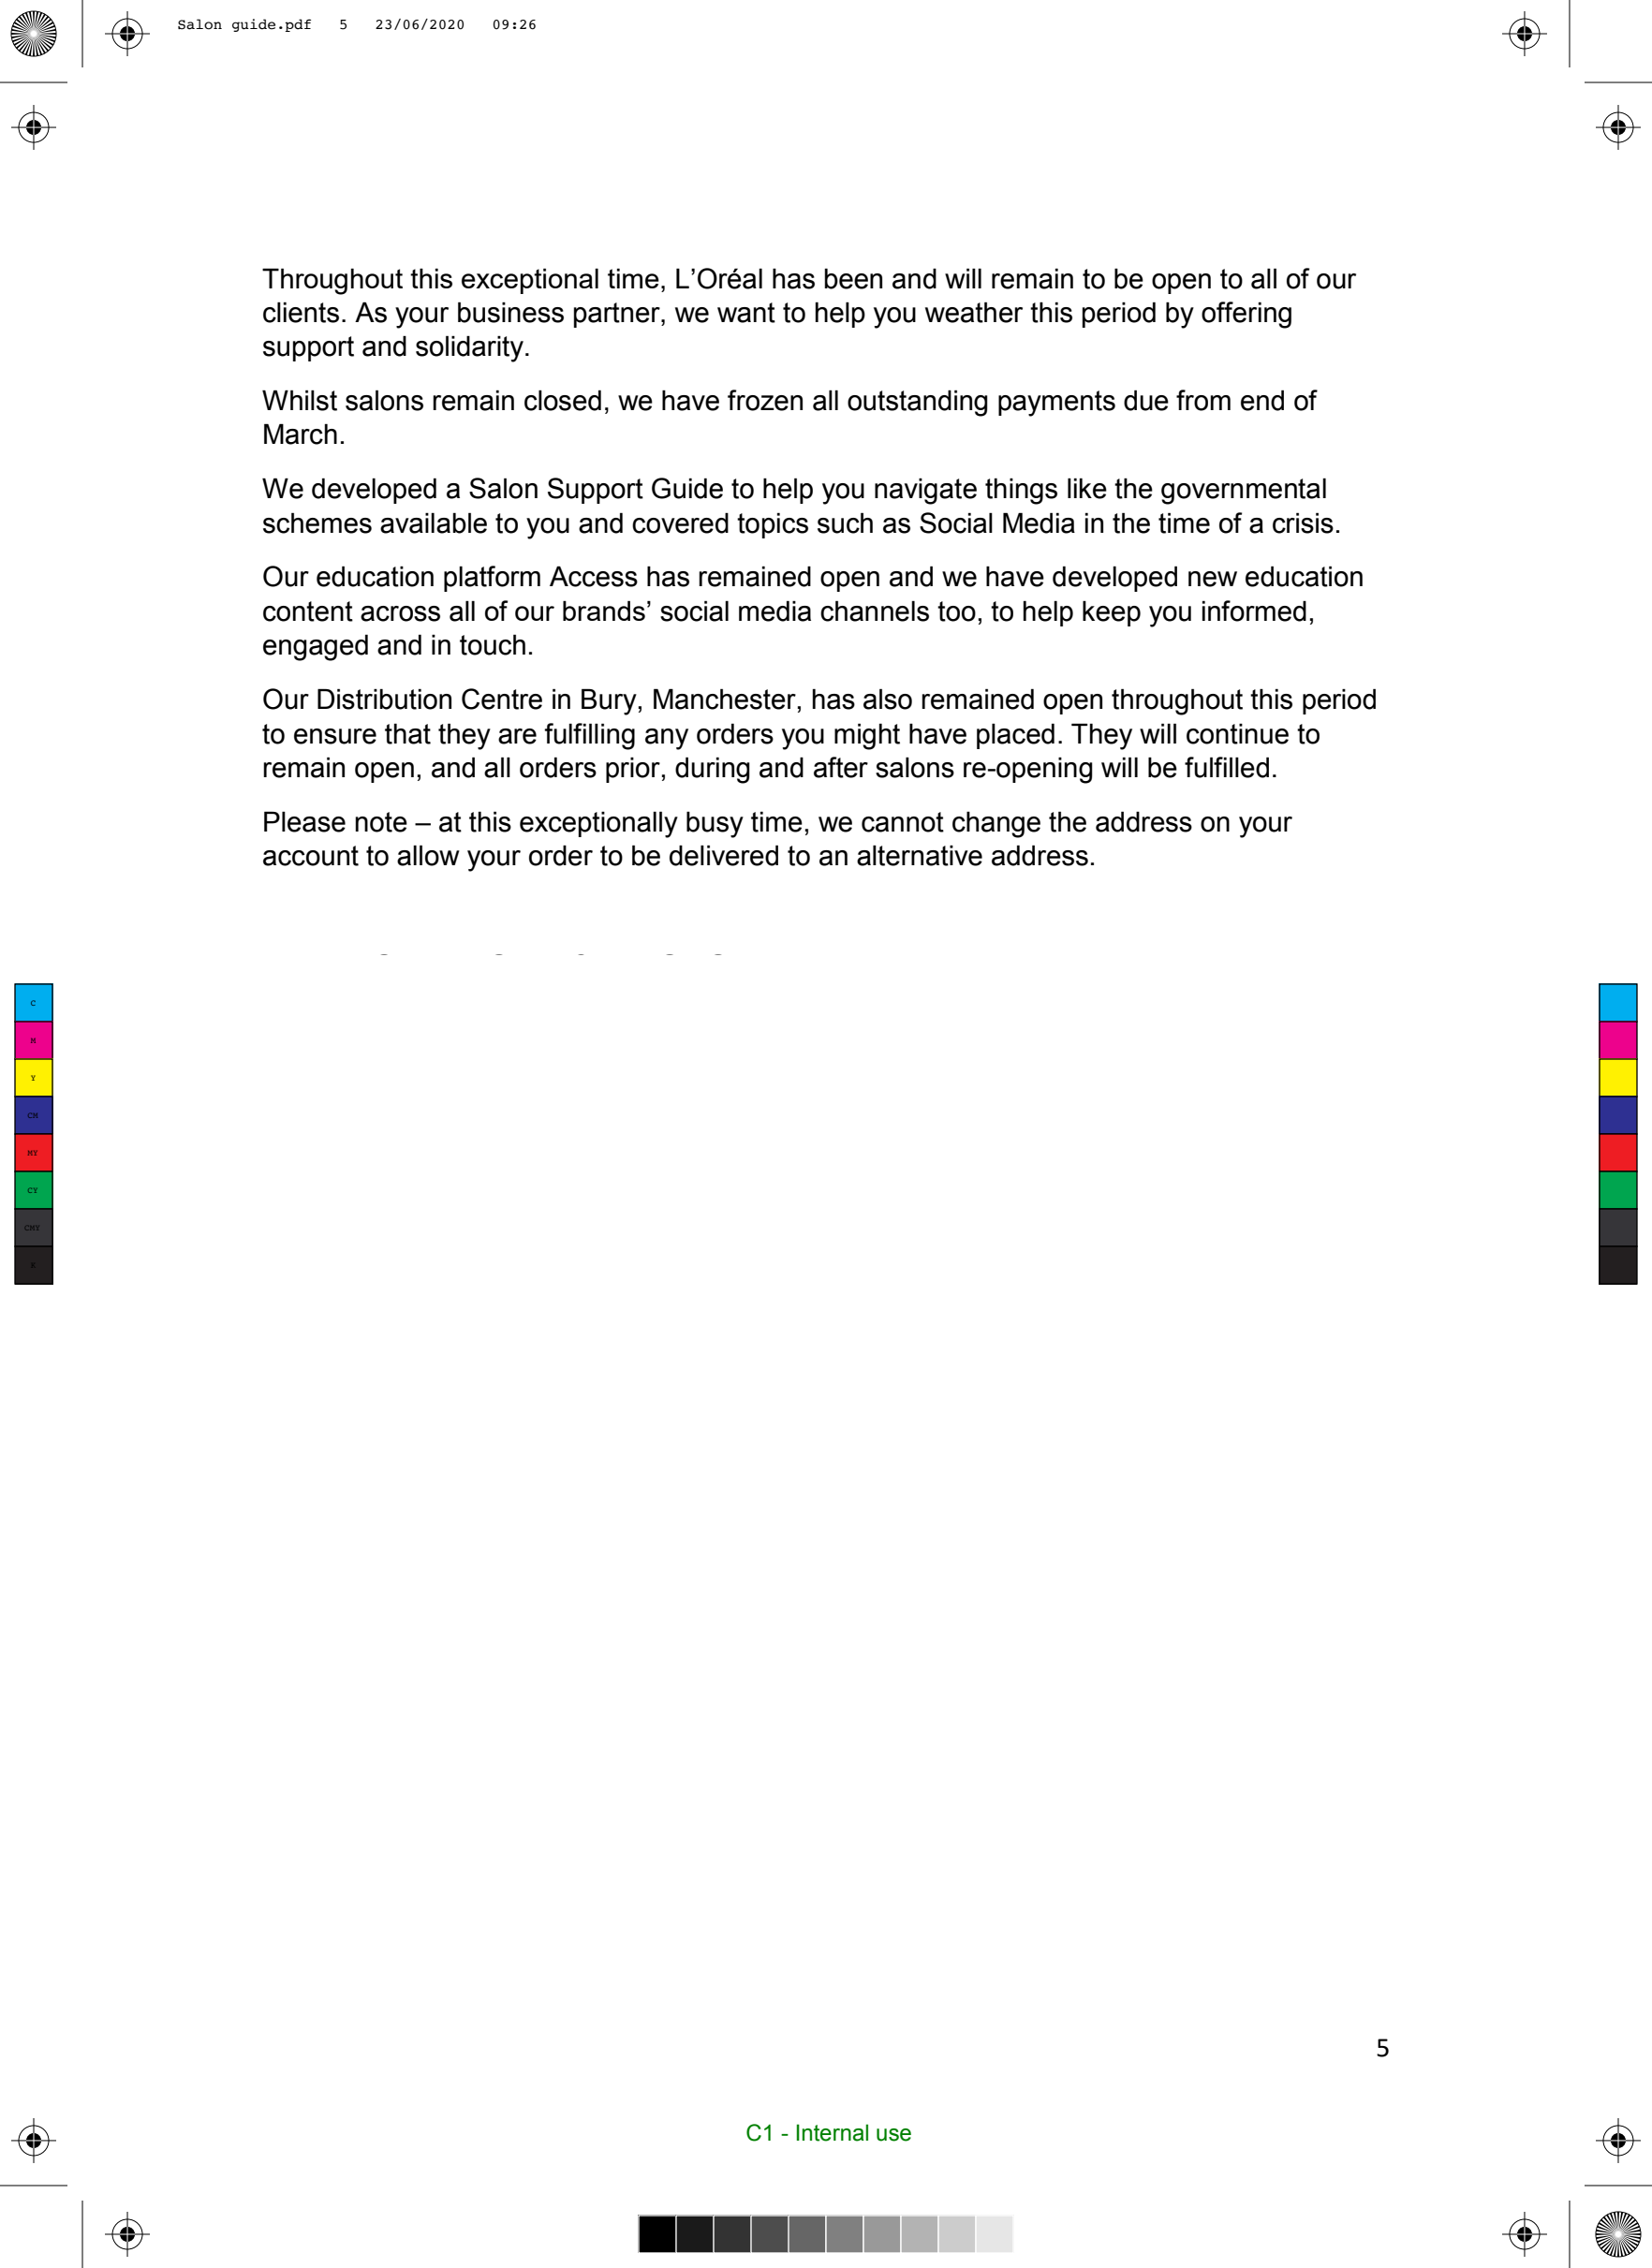 Salon guide.pdf 5 23/06/2020 09:26
Throughout this exceptional time, L’Oréal has been and will remain to be open to all of our
clients. As your business partner, we want to help you weather this period by offering
support and solidarity.
Whilst salons remain closed, we have frozen all outstanding payments due from end of
March.
We developed a Salon Support Guide to help you navigate things like the governmental
schemes available to you and covered topics such as Social Media in the time of a crisis.
Our education platform Access has remained open and we have developed new education
content across all of our brands’ social media channels too, to help keep you informed,
engaged and in touch.
Our Distribution Centre in Bury, Manchester, has also remained open throughout this period
to ensure that they are fulfilling any orders you might have placed. They will continue to
remain open, and all orders prior, during and after salons re-opening will be fulfilled.
Please note – at this exceptionally busy time, we cannot change the address on your
account to allow your order to be delivered to an alternative address.
C
M
Y
CM
MY
CY
CMY
K
5
C1 - Internal use